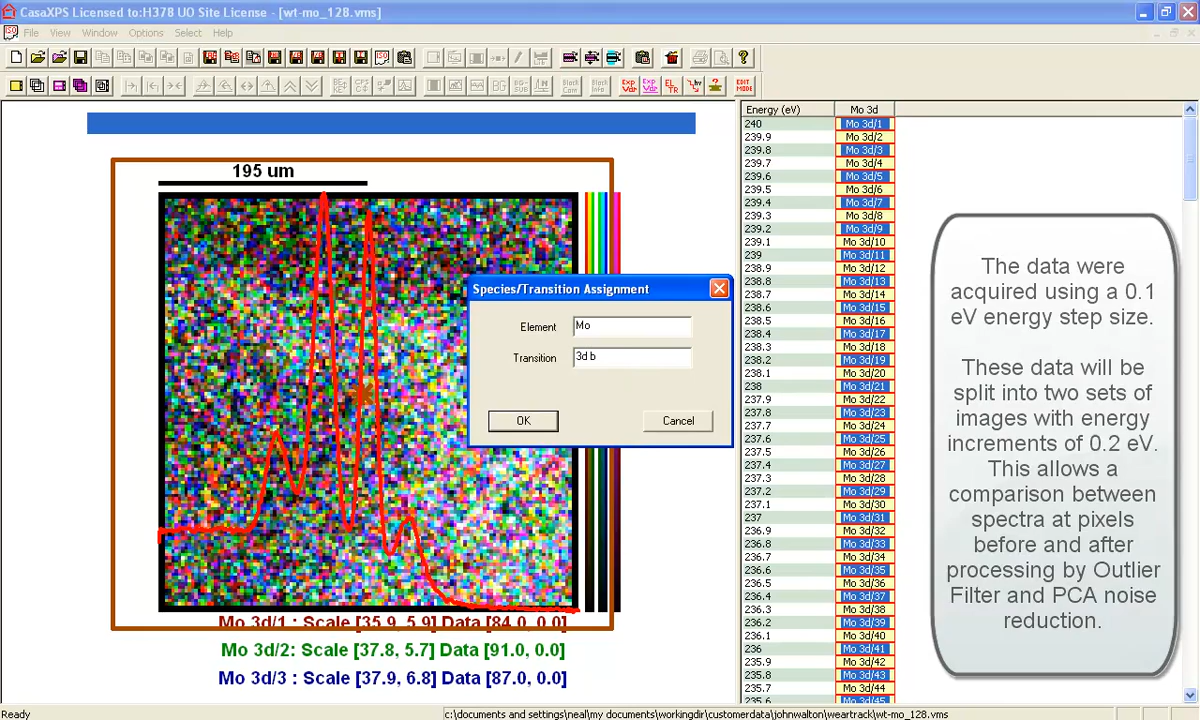 CasaXPS Licensed to:H378 UO Site License - [wt-mo_128.vms]
File View Window Options Select Help
195 um
Mo 3d/1 : Scale [35.9, 5.9] Data [84.0, 0.0]
Mo 3d/2: Scale [37.8, 5.7] Data [91.0, 0.0]
Mo 3d/3 : Scale [37.9, 6.8] Data [87.0, 0.0]
Species/Transition Assignment
Element Mo
Transition 3d b
OK Cancel
Energy (eV) Mo 3d
240 Mo 3d/1
239.9 Mo 3d/2
239.8 Mo 3d/3
239.7 Mo 3d/4
239.6 Mo 3d/5
239.5 Mo 3d/6
239.4 Mo 3d/7
239.3 Mo 3d/8
239.2 Mo 3d/9
239.1 Mo 3d/10
239 Mo 3d/11
238.9 Mo 3d/12
238.8 Mo 3d/13
238.7 Mo 3d/14
238.6 Mo 3d/15
238.5 Mo 3d/16
238.4 Mo 3d/17
238.3 Mo 3d/18
238.2 Mo 3d/19
238.1 Mo 3d/20
238 Mo 3d/21
237.9 Mo 3d/22
237.8 Mo 3d/23
237.7 Mo 3d/24
237.6 Mo 3d/25
237.5 Mo 3d/26
237.4 Mo 3d/27
237.3 Mo 3d/28
237.2 Mo 3d/29
237.1 Mo 3d/30
237 Mo 3d/31
236.9 Mo 3d/32
236.8 Mo 3d/33
236.7 Mo 3d/34
236.6 Mo 3d/35
236.5 Mo 3d/36
236.4 Mo 3d/37
236.3 Mo 3d/38
236.2 Mo 3d/39
236.1 Mo 3d/40
236 Mo 3d/41
235.9 Mo 3d/42
235.8 Mo 3d/43
235.7 Mo 3d/44
235.6 Mo 3d/45
The data were
acquired using a 0.1
eV energy step size.
These data will be
split into two sets of
images with energy
increments of 0.2 eV.
This allows a
comparison between
spectra at pixels
before and after
processing by Outlier
Filter and PCA noise
reduction.
Ready
c:\documents and settings\neal\my documents\workingdir\customerdata\johnwalton\weartrack\wt-mo_128.vms